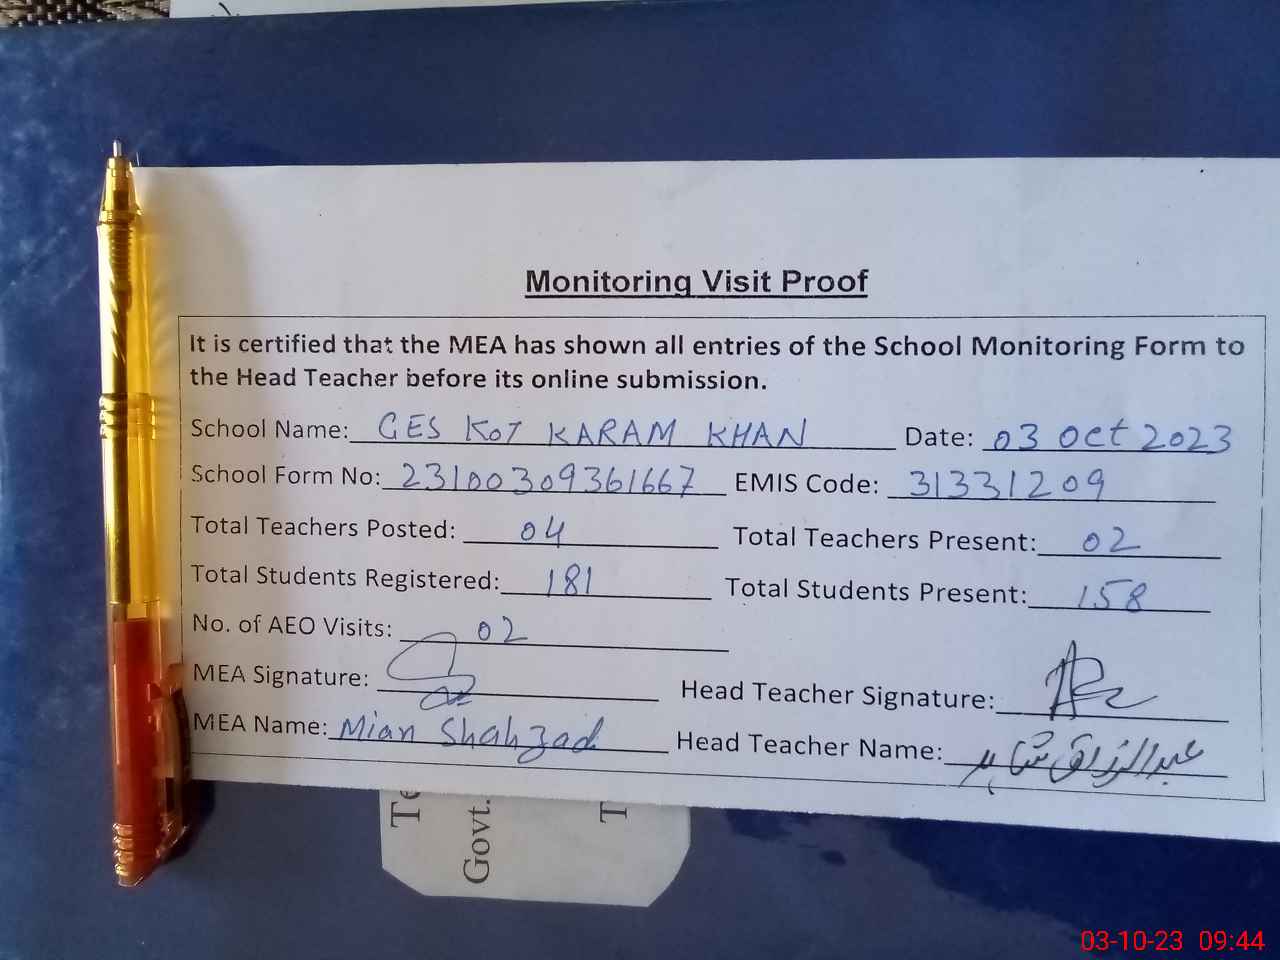 Monitoring Visit Proof
It is certified that the MEA has shown all entries of the School Monitoring Form to
the Head Teacher before its online submission.
School Name: GES KOT KARAM KHAN Date: 03 Oct 2023
School Form No: 23100309361667 EMIS Code: 31331209
Total Teachers Posted: 04 Total Teachers Present: 02
Total Students Registered: 181 Total Students Present: 158
No. of AEO Visits: 02
MEA Signature: Head Teacher Signature:
MEA Name: Mian Shahzad Head Teacher Name: عبدالرزاق
Govt.
03-10-23 09:44